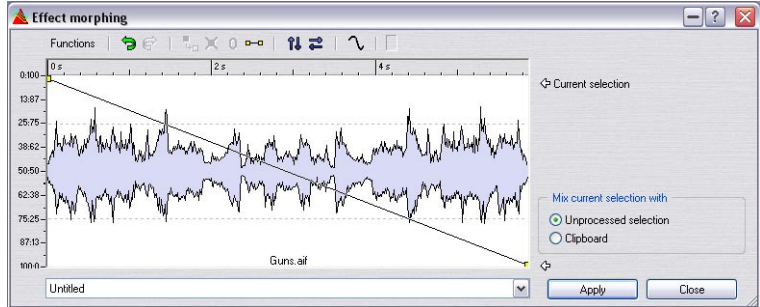 Effect morphing
Functions
0 s 2 s 4 s
0:100
13:87
25:75
38:62
50:50
62:38
75:25
87:13
100:0
Guns.aif
Current selection
Mix current selection with
Unprocessed selection
Clipboard
Untitled
Apply Close